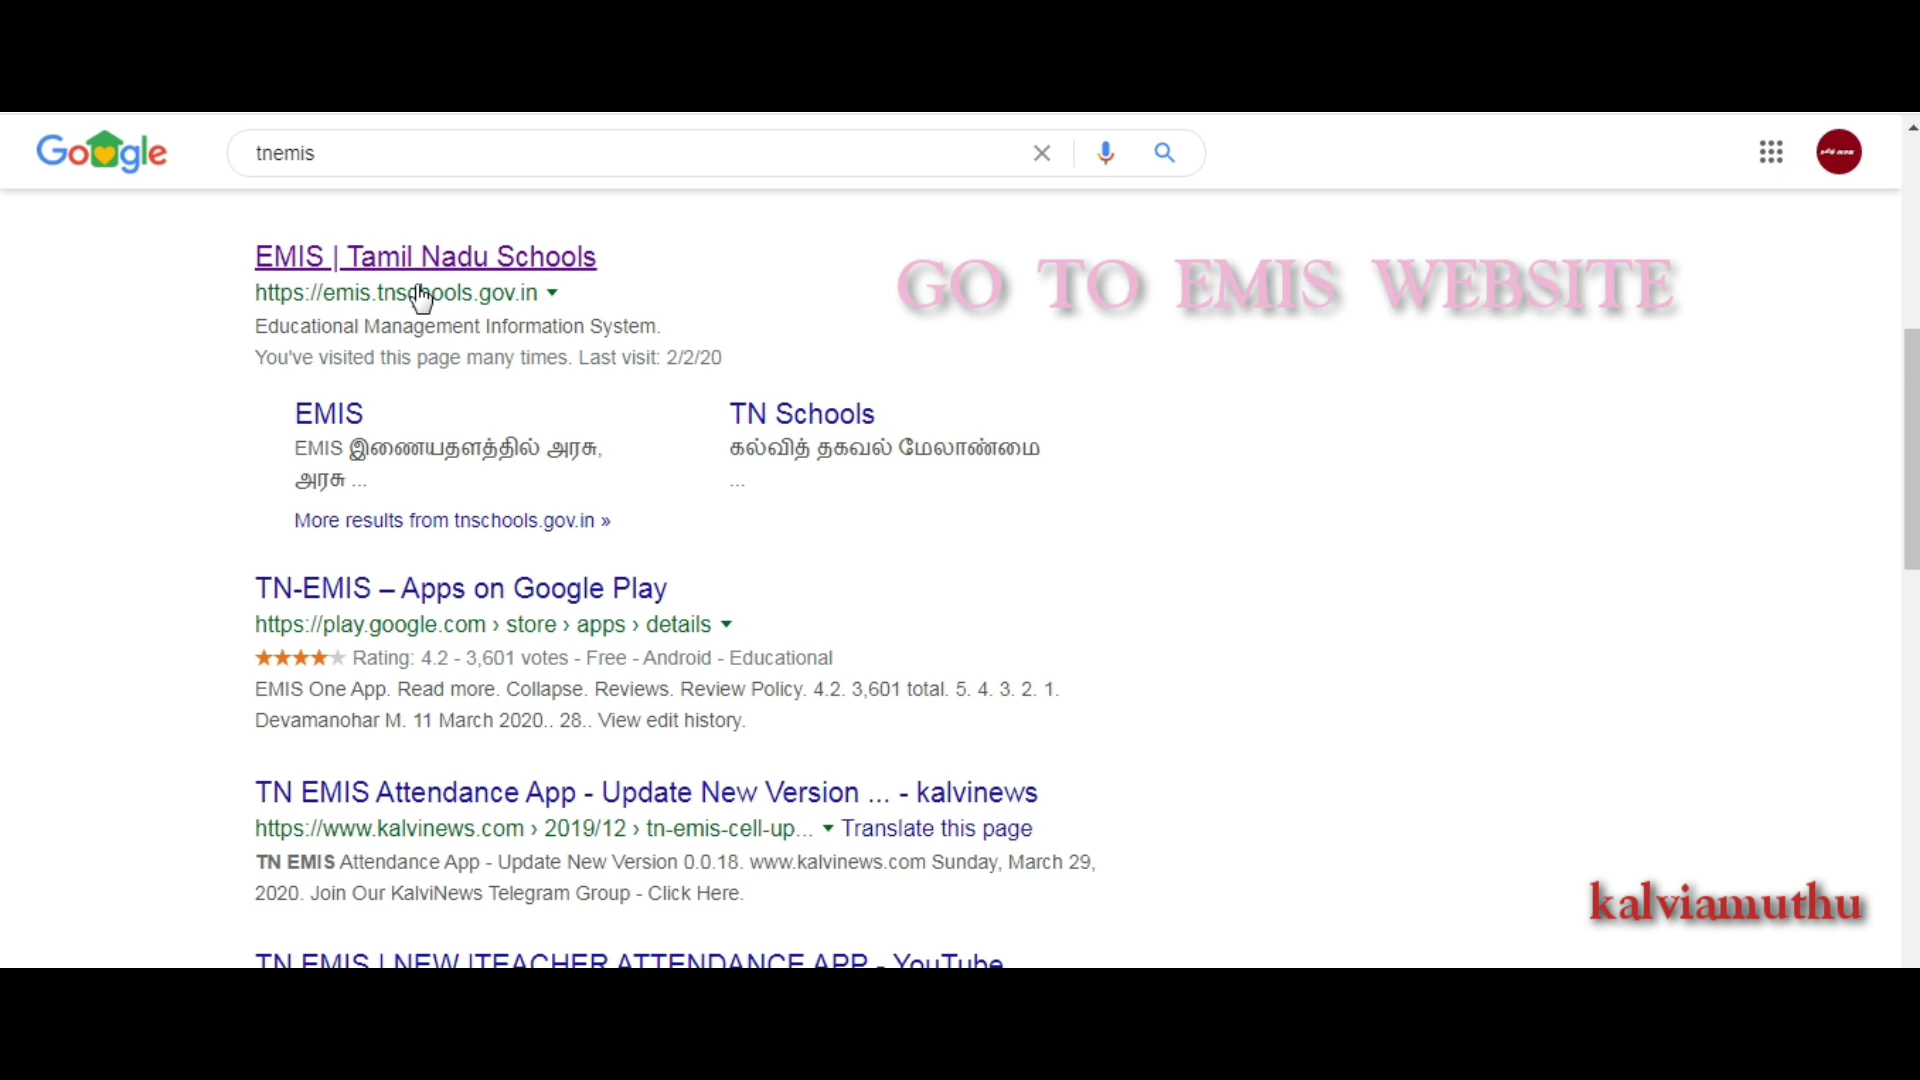 Google
tnemis
EMIS | Tamil Nadu Schools
https://emis.tnschools.gov.in
Educational Management Information System.
You've visited this page many times. Last visit: 2/2/20
GO TO EMIS WEBSITE
EMIS
EMIS இணையதளத்தில் அரசு,
அரசு ...
TN Schools
கல்வித் தகவல் மேலாண்மை
...
More results from tnschools.gov.in »
TN-EMIS – Apps on Google Play
https://play.google.com › store › apps › details
Rating: 4.2 - 3,601 votes - Free - Android - Educational
EMIS One App. Read more. Collapse. Reviews. Review Policy. 4.2. 3,601 total. 5. 4. 3. 2. 1.
Devamanohar M. 11 March 2020.. 28.. View edit history.
TN EMIS Attendance App - Update New Version ... - kalvinews
https://www.kalvinews.com › 2019/12 › tn-emis-cell-up... Translate this page
TN EMIS Attendance App - Update New Version 0.0.18. www.kalvinews.com Sunday, March 29,
2020. Join Our KalviNews Telegram Group - Click Here.
kalviamuthu
TN EMIS | NEW |TEACHER ATTENDANCE APP - YouTube